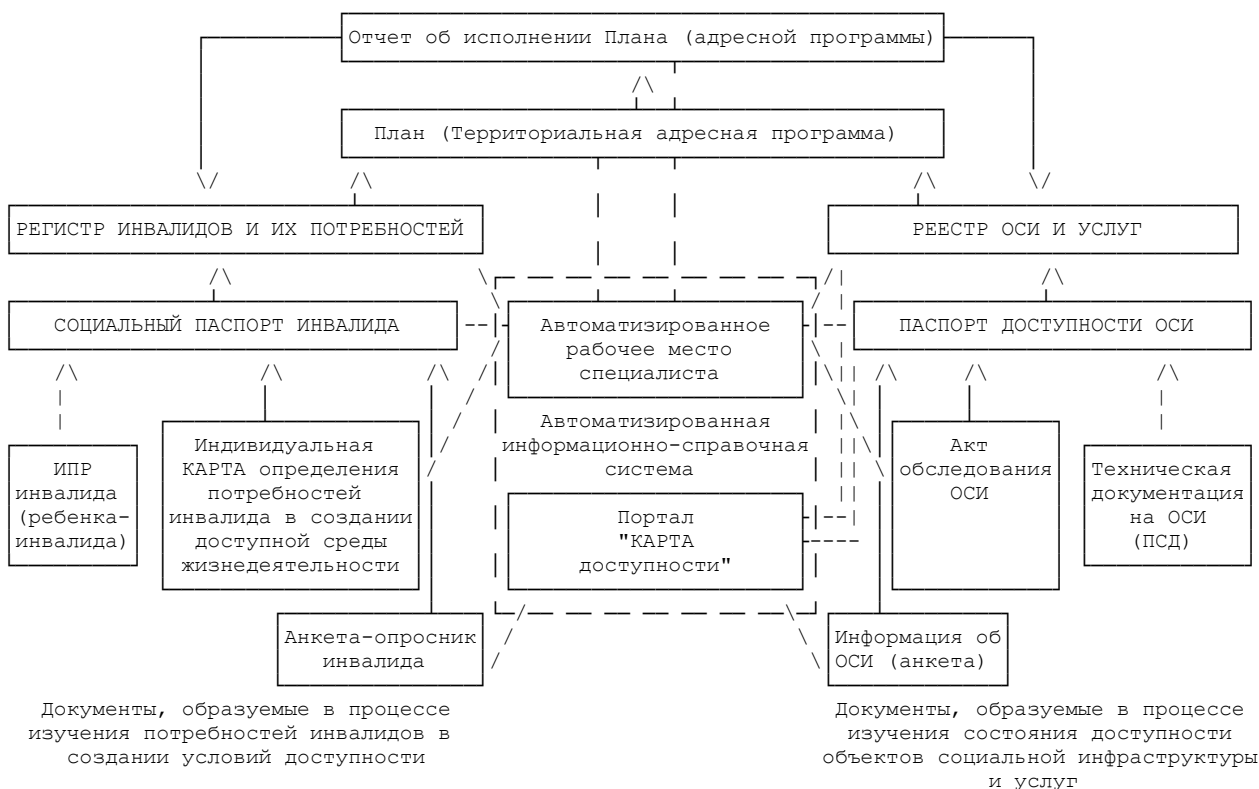 Отчет об исполнении Плана (адресной программы)
План (Территориальная адресная программа)
РЕГИСТР ИНВАЛИДОВ И ИХ ПОТРЕБНОСТЕЙ
РЕЕСТР ОСИ И УСЛУГ
СОЦИАЛЬНЫЙ ПАСПОРТ ИНВАЛИДА
Автоматизированное
рабочее место
специалиста
ПАСПОРТ ДОСТУПНОСТИ ОСИ
Автоматизированная
информационно-справочная
система
ИПР
инвалида
(ребенка-
инвалида)
Индивидуальная
КАРТА определения
потребностей
инвалида в создании
доступной среды
жизнедеятельности
Портал
"КАРТА
доступности"
Акт
обследования
ОСИ
Техническая
документация
на ОСИ
(ПСД)
Анкета-опросник
инвалида
Информация об
ОСИ (анкета)
Документы, образуемые в процессе
изучения потребностей инвалидов в
создании условий доступности
Документы, образуемые в процессе
изучения состояния доступности
объектов социальной инфраструктуры
и услуг